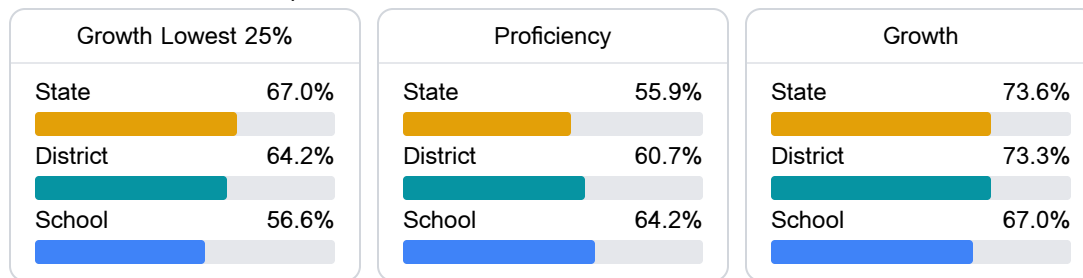 Growth Lowest 25%
State 67.0%
District 64.2%
School 56.6%
Proficiency
State 55.9%
District 60.7%
School 64.2%
Growth
State 73.6%
District 73.3%
School 67.0%